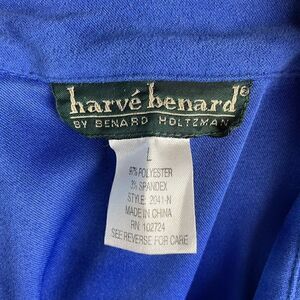 harvé benard®
BY BENARD HOLTZMAN
L
97% POLYESTER
3% SPANDEX
STYLE: 2041-N
MADE IN CHINA
RN: 102724
SEE REVERSE FOR CARE